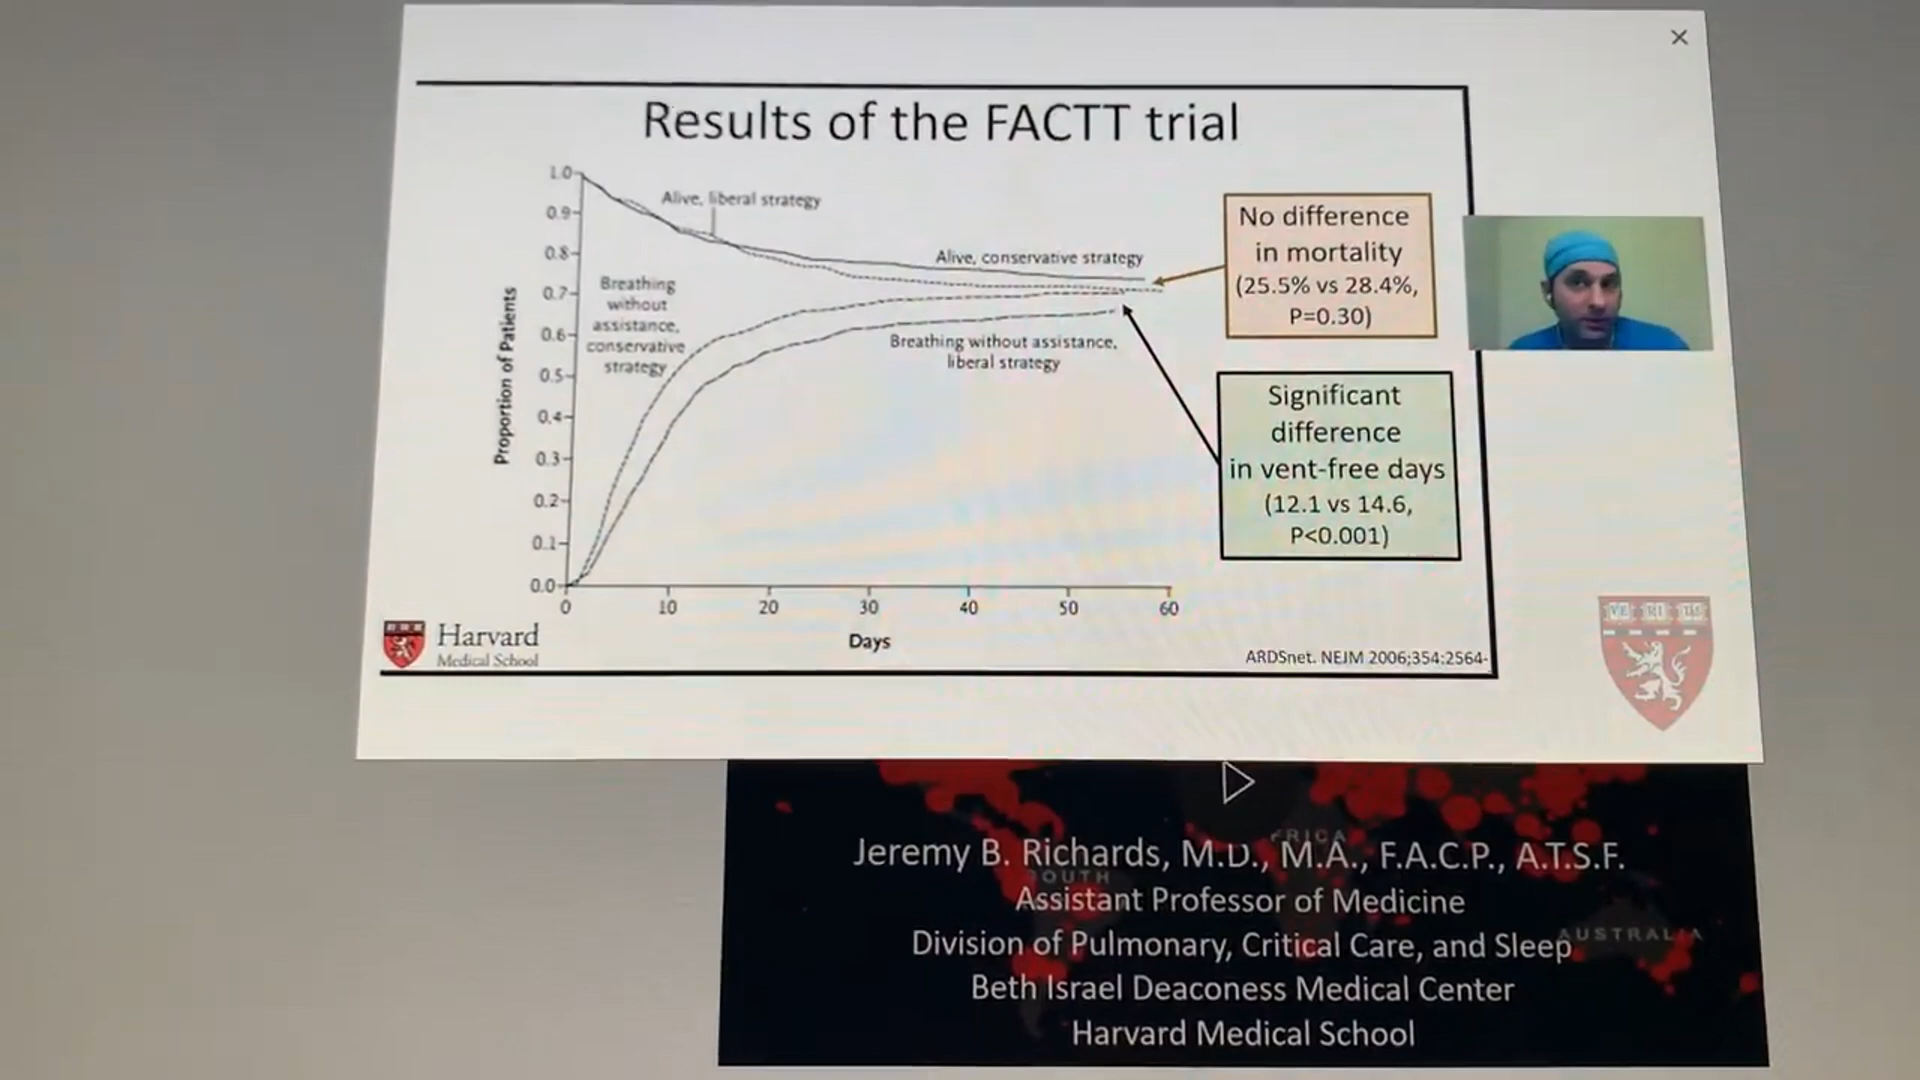 ×
Results of the FACTT trial
1.0
0.9
0.8
0.7
0.6
0.5
0.4
0.3
0.2
0.1
0.0
Proportion of Patients
Alive, liberal strategy
Alive, conservative strategy
Breathing
without
assistance,
conservative
strategy
Breathing without assistance,
liberal strategy
0 10 20 30 40 50 60
Days
No difference
in mortality
(25.5% vs 28.4%,
P=0.30)
Significant
difference
in vent-free days
(12.1 vs 14.6,
P<0.001)
Harvard
Medical School
ARDSnet. NEJM 2006;354:2564-
VE RI TAS
Jeremy B. Richards, M.D., M.A., F.A.C.P., A.T.S.F.
Assistant Professor of Medicine
Division of Pulmonary, Critical Care, and Sleep
AUSTRALIA
Beth Israel Deaconess Medical Center
Harvard Medical School